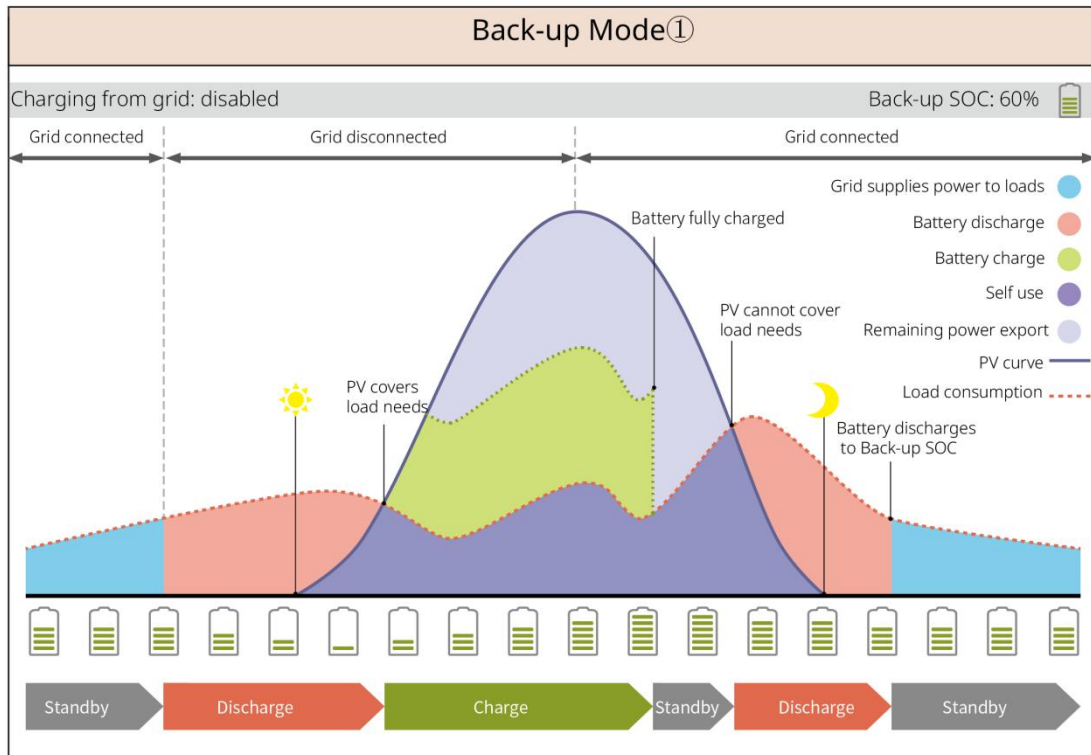 Back-up Mode①
Charging from grid: disabled
Back-up SOC: 60%
Grid connected
Grid disconnected
Grid connected
Grid supplies power to loads
Battery discharge
Battery charge
Self use
Remaining power export
PV curve
Load consumption
Battery fully charged
PV cannot cover
load needs
PV covers
load needs
Battery discharges
to Back-up SOC
Standby
Discharge
Charge
Standby
Discharge
Standby